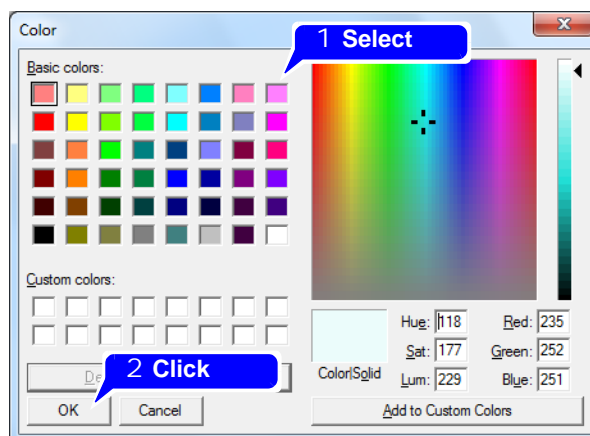 Color
1 Select
Basic colors:
Custom colors:
2 Click
OK
Cancel
Color|Solid
Hue: 118
Sat: 177
Lum: 229
Red: 235
Green: 252
Blue: 251
Add to Custom Colors